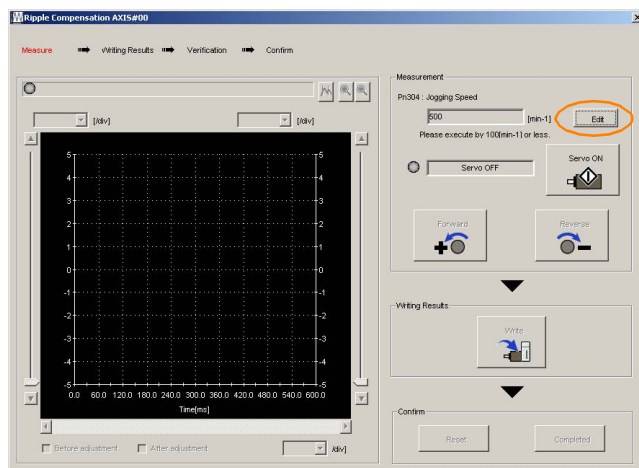 Ripple Compensation AXIS#00
Measure Writing Results Verification Confirm
[/div] [/div]
5 5
4 4
3 3
2 2
1 1
0 0
-1 -1
-2 -2
-3 -3
-4 -4
-5 -5
0.0 60.0 120.0 180.0 240.0 300.0 360.0 420.0 480.0 540.0 600.0
Time[ms]
Before adjustment After adjustment /div]
Measurement
Pn304 : Jogging Speed
500 [min-1] Edit
Please execute by 100[min-1] or less.
Servo OFF Servo ON
Forward Reverse
Writing Results
Write
Confirm
Reset Completed